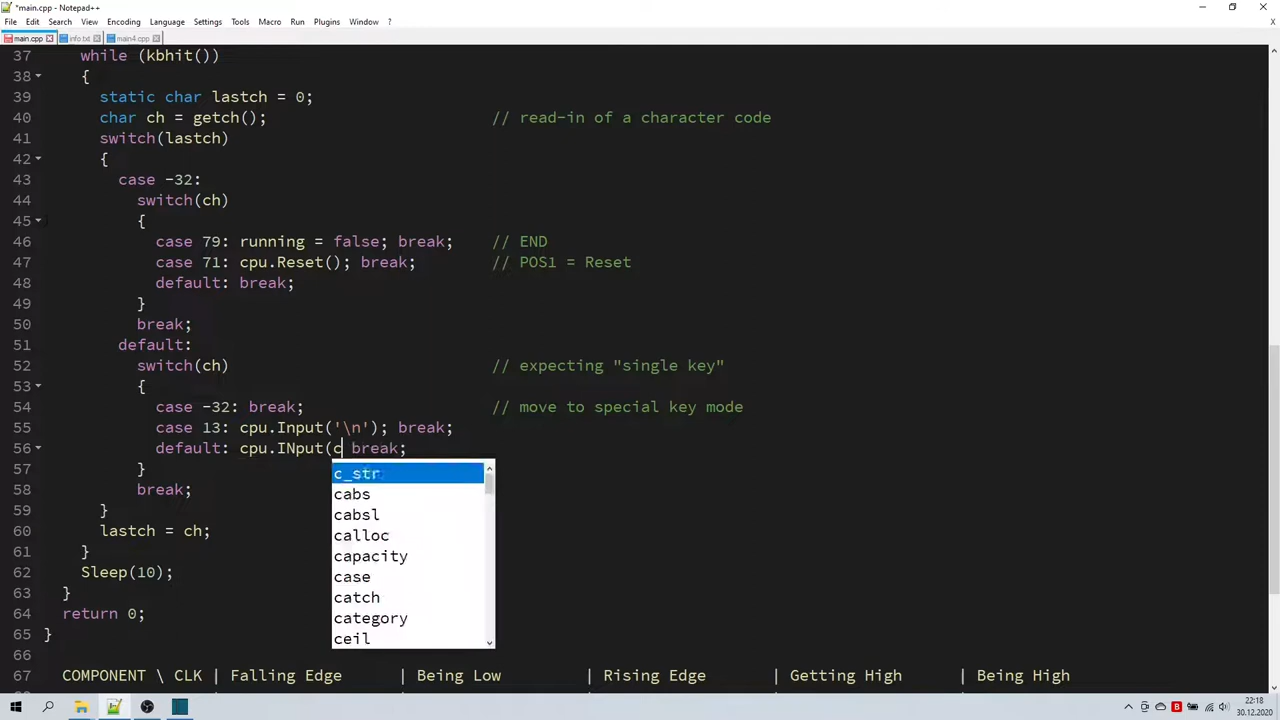 *main.cpp - Notepad++
File Edit Search View Encoding Language Settings Tools Macro Run Plugins Window ? X
main.cpp info.txt main4.cpp
37 while (kbhit())
38 {
39 static char lastch = 0;
40 char ch = getch(); // read-in of a character code
41 switch(lastch)
42 {
43 case -32:
44 switch(ch)
45 {
46 case 79: running = false; break; // END
47 case 71: cpu.Reset(); break; // POS1 = Reset
48 default: break;
49 }
50 break;
51 default:
52 switch(ch) // expecting "single key"
53 {
54 case -32: break; // move to special key mode
55 case 13: cpu.Input('\n'); break;
56 default: cpu.INput(c break;
57 }
58 break;
59 }
60 lastch = ch;
61 }
62 Sleep(10);
63 }
64 return 0;
65 }
66
67 COMPONENT \ CLK | Falling Edge | Being Low | Rising Edge | Getting High | Being High
c_str
cabs
cabsl
calloc
capacity
case
catch
category
ceil
22:18
30.12.2020